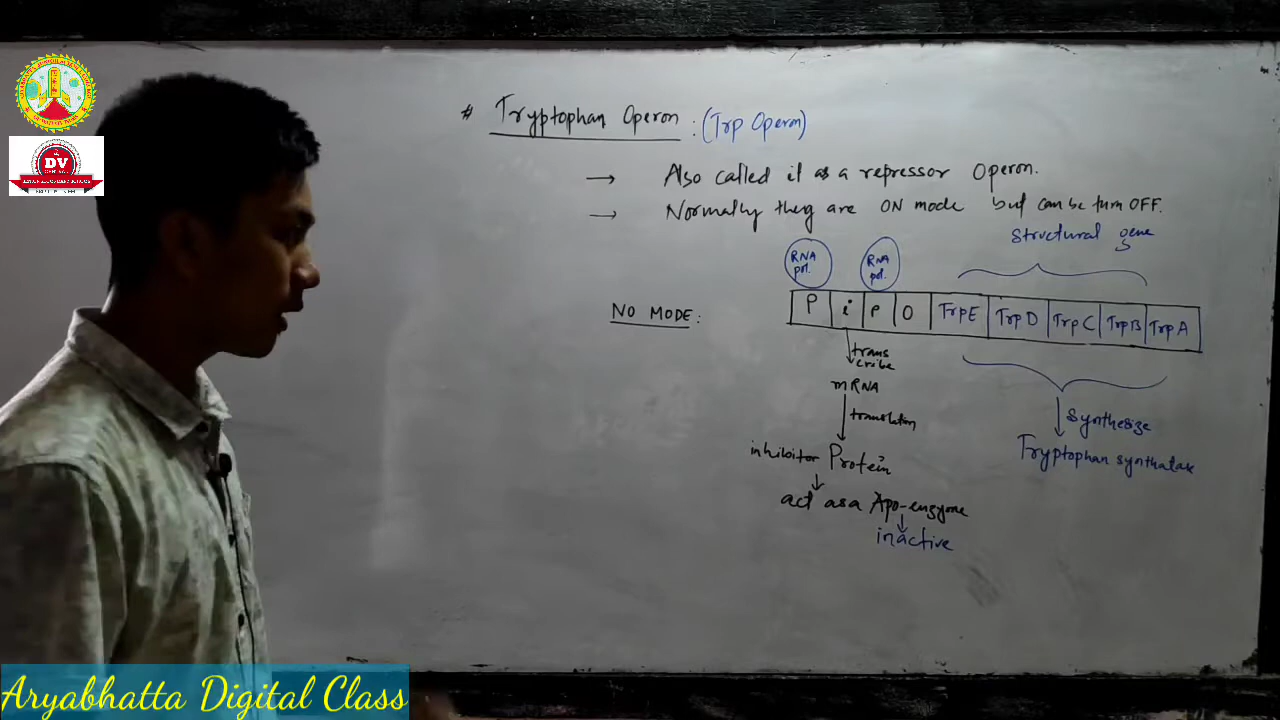 # Tryptophan Operon : (Trp Operon)
→ Also called it as a repressor Operon.
→ Normally they are ON mode but can be turn OFF.
Structural gene
RNA pol. RNA pol.
NO MODE: P i P O TrpE TrpD TrpC TrpB TrpA
trans
cribe
mRNA
translation
Synthesize
inhibitor Protein
Tryptophan synthatase
act as a Apo-enzyme
inactive
DV
Aryabhatta Digital Class